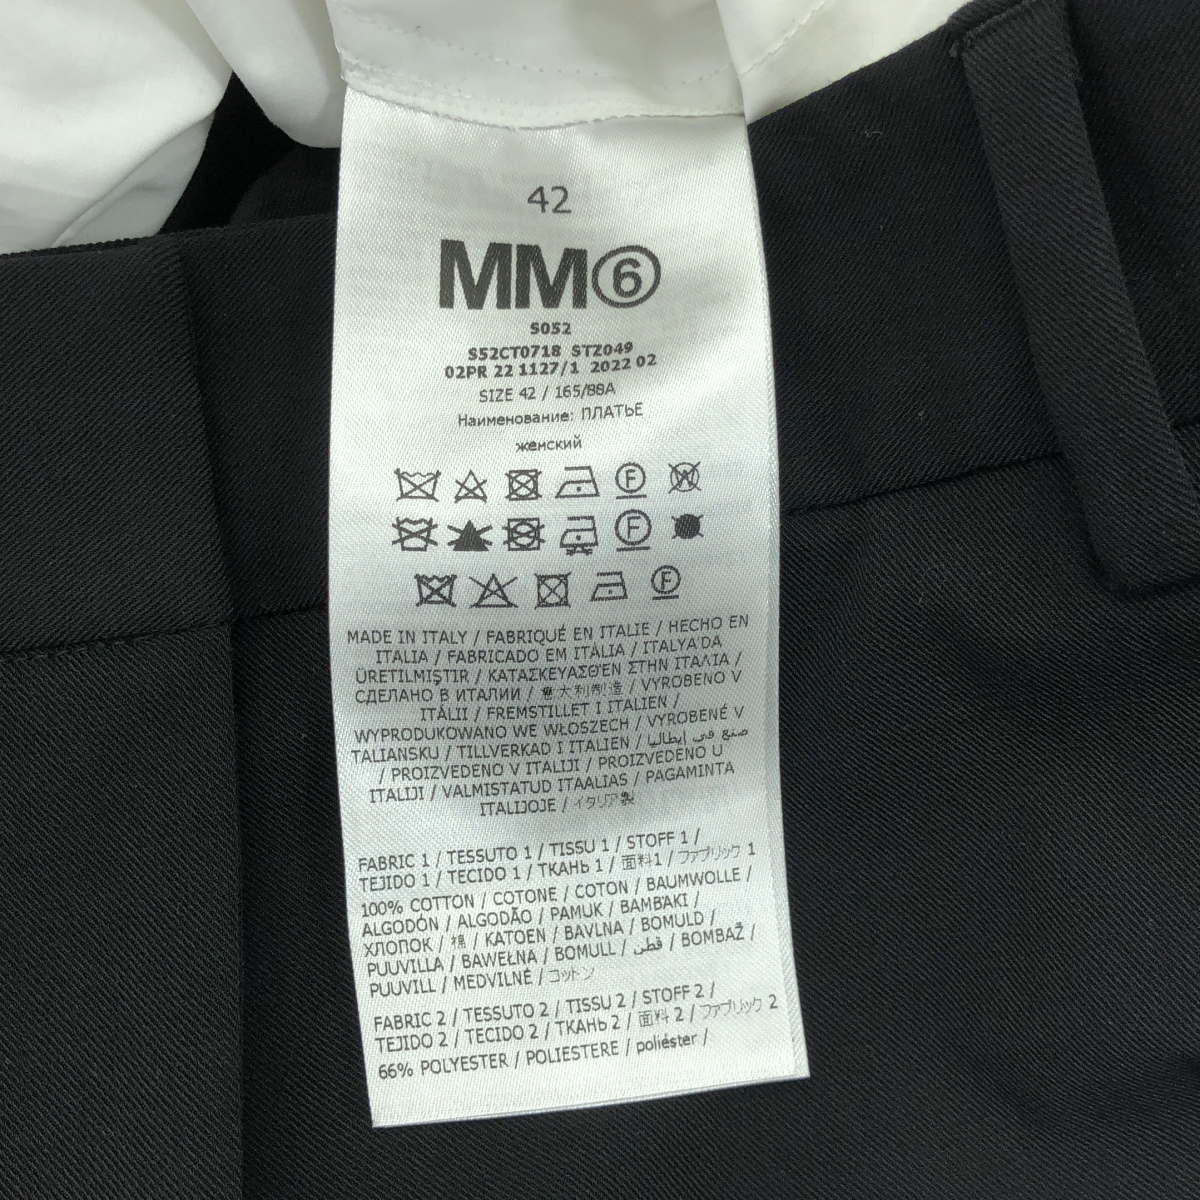 42
MM⑥
S052
S52CT0718 STZ049
02PR 22 1127/1 2022 02
SIZE 42 / 165/88A
Наименование: ПЛАТЬЕ
женский
F W
F
F
MADE IN ITALY / FABRIQUÉ EN ITALIE / HECHO EN
ITALIA / FABRICADO EM ITÁLIA / ITALYA'DA
ÜRETILMIŞTIR / ΚΑΤΑΣΚΕΥΑΣΘΈΝ ΣΤΗΝ ΙΤΑΛΙΑ /
СДЕЛАНО В ИТАЛИИ / 意大利制造 / VYROBENO V
ITÁLII / FREMSTILLET I ITALIEN /
WYPRODUKOWANO WE WŁOSZECH / VYROBENÉ V
TALIANSKU / TILLVERKAD I ITALIEN / صنع في إيطاليا
/ PROIZVEDENO V ITALIJI / PROIZVEDENO U
ITALIJI / VALMISTATUD ITAALIAS / PAGAMINTA
ITALIJOJE / イタリア製
FABRIC 1 / TESSUTO 1 / TISSU 1 / STOFF 1 /
TEJIDO 1 / TECIDO 1 / ТКАНЬ 1 / 面料1 / ファブリック 1
100% COTTON / COTONE / COTON / BAUMWOLLE /
ALGODÓN / ALGODÃO / PAMUK / ΒΑΜΒΆΚΙ /
ХЛОПОК / 棉 / KATOEN / BAVLNA / BOMULD /
PUUVILLA / BAWEŁNA / BOMULL / قطن / BOMBAŽ /
PUUVILL / MEDVILNĖ / コットン
FABRIC 2 / TESSUTO 2 / TISSU 2 / STOFF 2 /
TEJIDO 2 / TECIDO 2 / ТКАНЬ 2 / 面料 2 / ファブリック 2
66% POLYESTER / POLIESTERE / poliéster /